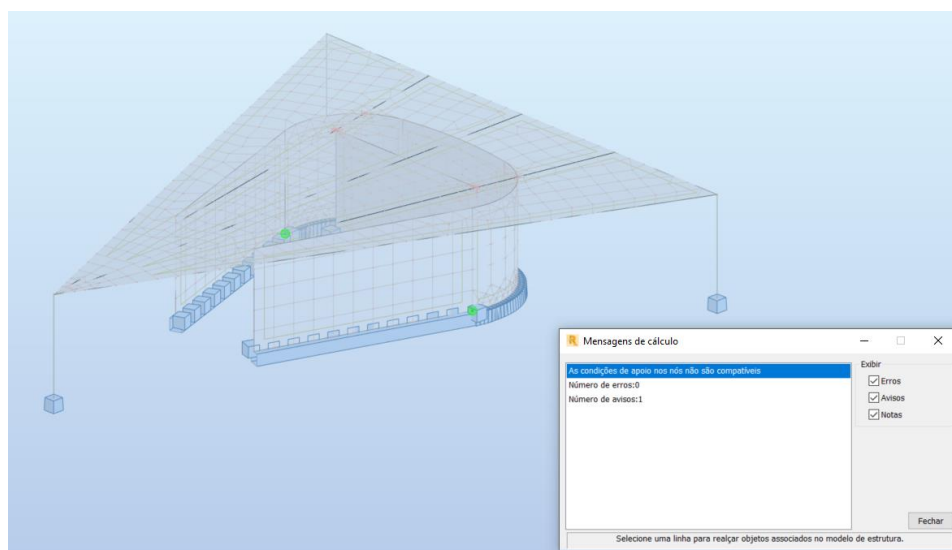 Mensagens de cálculo
As condições de apoio nos nós não são compatíveis
Número de erros:0
Número de avisos:1
Exibir
Erros
Avisos
Notas
Fechar
Selecione uma linha para realçar objetos associados no modelo de estrutura.